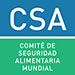 CSA
COMITÉ DE
SEGURIDAD
ALIMENTARIA
MUNDIAL